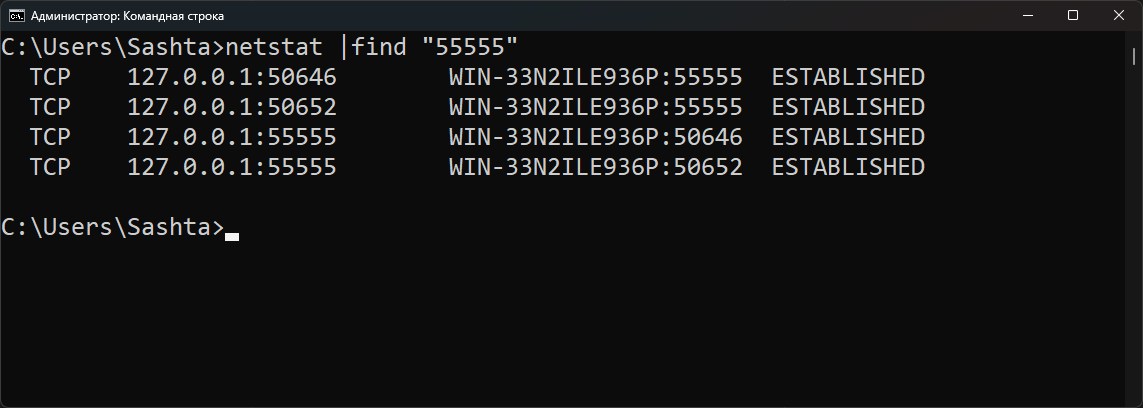 Администратор: Командная строка
C:\Users\Sashta>netstat |find "55555"
TCP 127.0.0.1:50646 WIN-33N2ILE936P:55555 ESTABLISHED
TCP 127.0.0.1:50652 WIN-33N2ILE936P:55555 ESTABLISHED
TCP 127.0.0.1:55555 WIN-33N2ILE936P:50646 ESTABLISHED
TCP 127.0.0.1:55555 WIN-33N2ILE936P:50652 ESTABLISHED
C:\Users\Sashta>